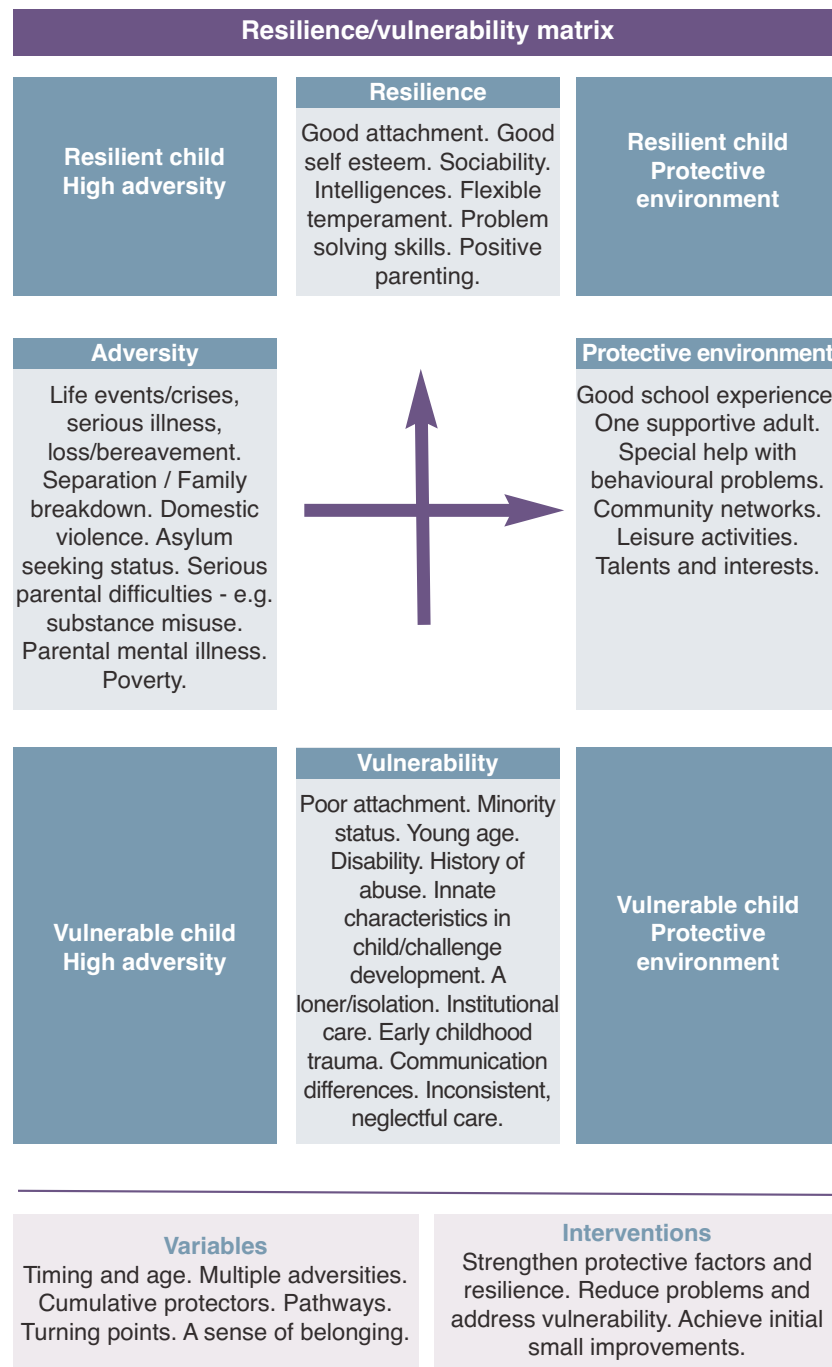 Resilience/vulnerability matrix
Resilient child
High adversity
Resilience
Good attachment. Good
self esteem. Sociability.
Intelligences. Flexible
temperament. Problem
solving skills. Positive
parenting.
Resilient child
Protective
environment
Adversity
Life events/crises,
serious illness,
loss/bereavement.
Separation / Family
breakdown. Domestic
violence. Asylum
seeking status. Serious
parental difficulties - e.g.
substance misuse.
Parental mental illness.
Poverty.
Protective environment
Good school experience
One supportive adult.
Special help with
behavioural problems.
Community networks.
Leisure activities.
Talents and interests.
Vulnerable child
High adversity
Vulnerability
Poor attachment. Minority
status. Young age.
Disability. History of
abuse. Innate
characteristics in
child/challenge
development. A
loner/isolation. Institutional
care. Early childhood
trauma. Communication
differences. Inconsistent,
neglectful care.
Vulnerable child
Protective
environment
Variables
Timing and age. Multiple adversities.
Cumulative protectors. Pathways.
Turning points. A sense of belonging.
Interventions
Strengthen protective factors and
resilience. Reduce problems and
address vulnerability. Achieve initial
small improvements.